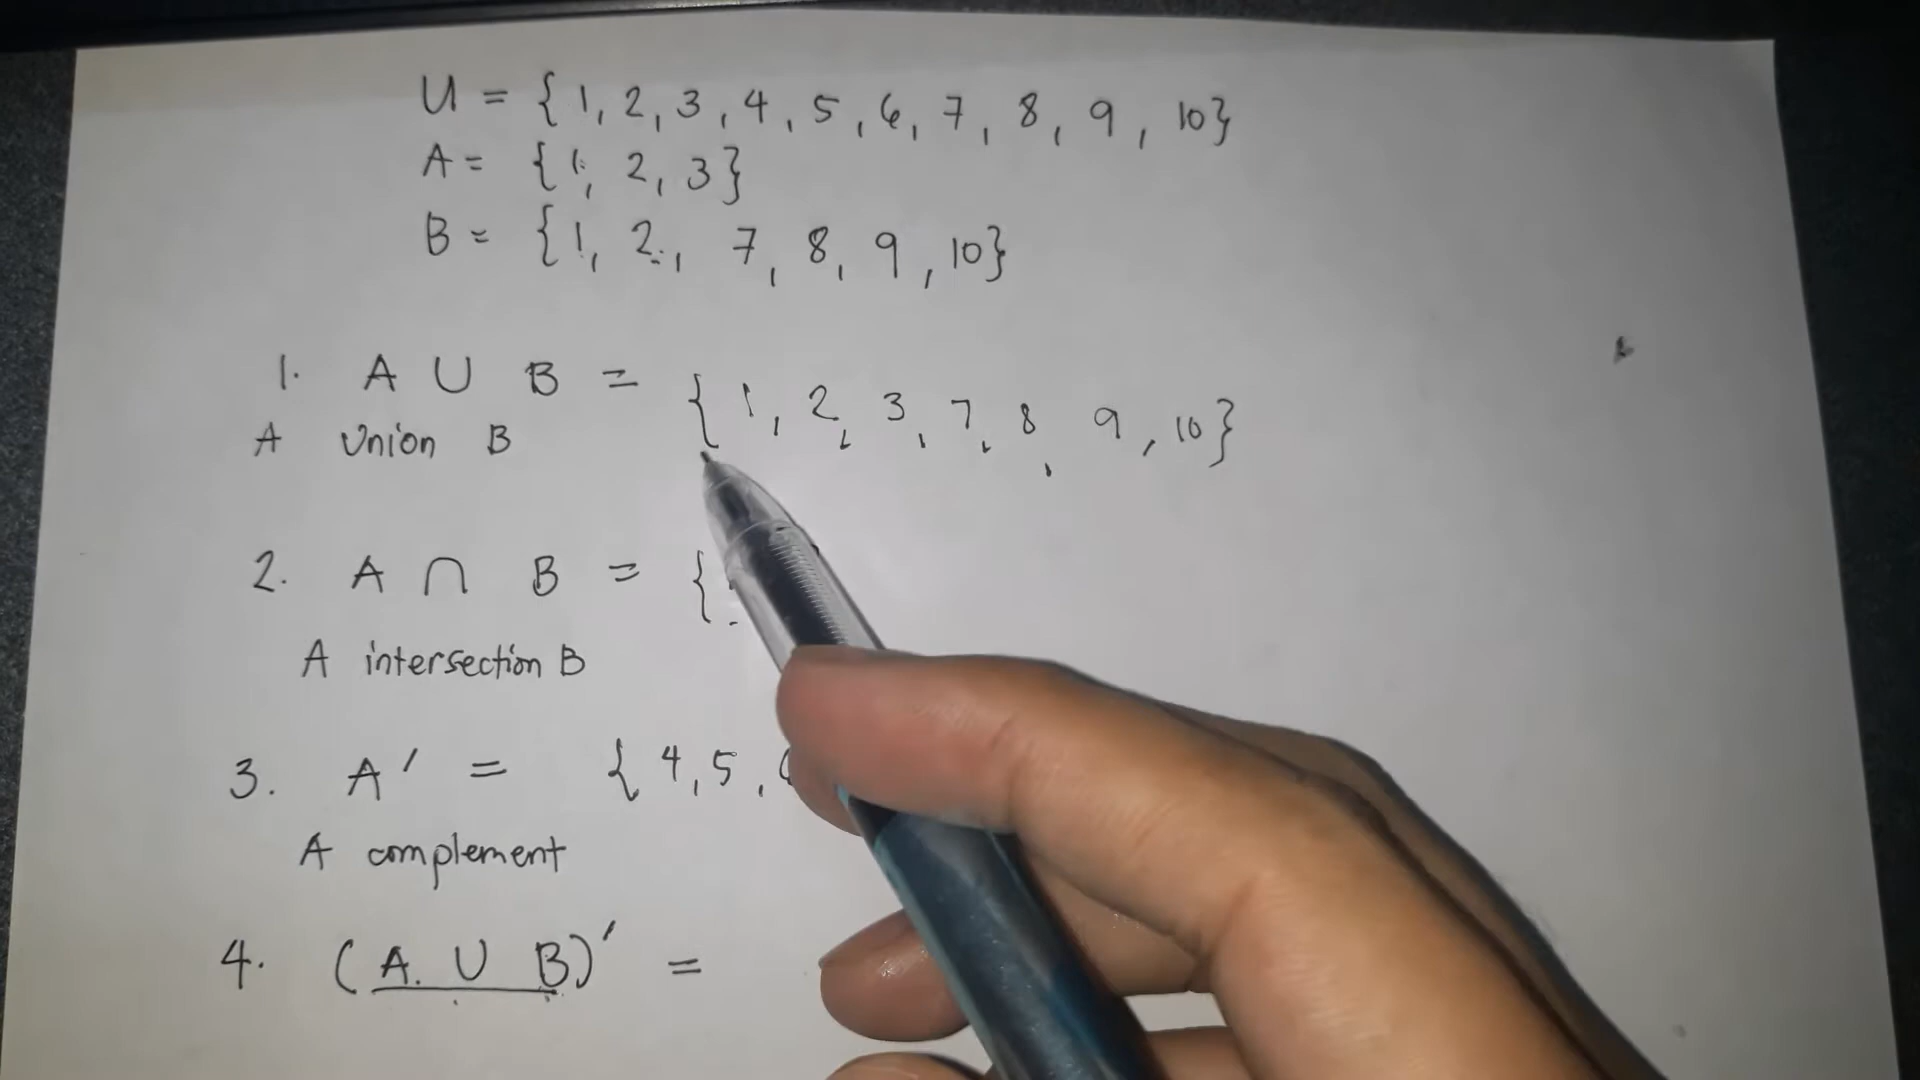 U = { 1, 2, 3, 4, 5, 6, 7, 8, 9, 10}
A = { 1, 2, 3}
B = { 1, 2, 7, 8, 9, 10}
1. A ∪ B = { 1, 2, 3, 7, 8, 9, 10}
A Union B
2. A ∩ B = {
A intersection B
3. A' = { 4, 5,
A complement
4. (A ∪ B)' =